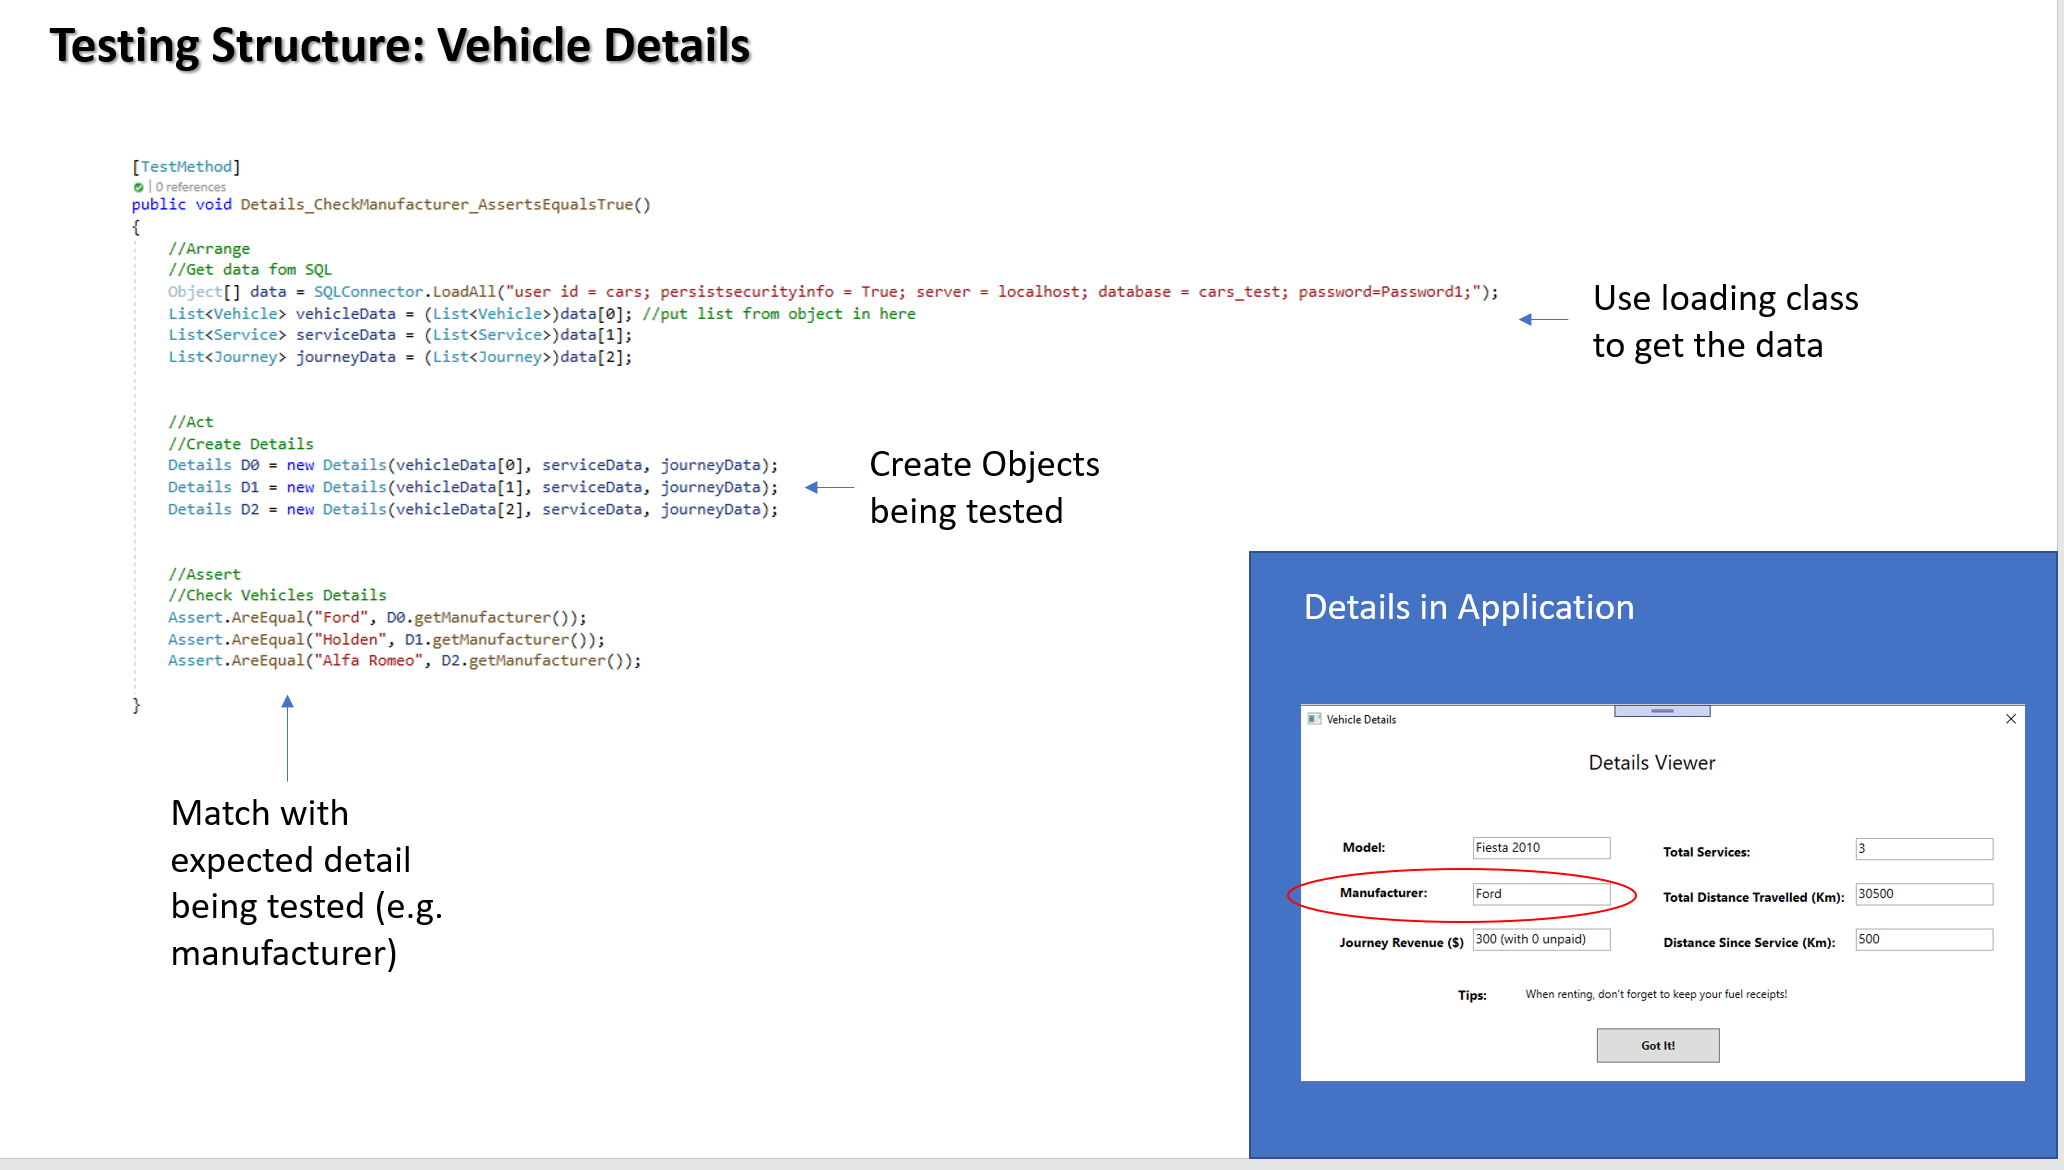 Testing Structure: Vehicle Details
[TestMethod]
0 references
public void Details_CheckManufacturer_AssertsEqualsTrue()
{
//Arrange
//Get data fom SQL
Object[] data = SQLConnector.LoadAll("user id = cars; persistsecurityinfo = True; server = localhost; database = cars_test; password=Password1;");
List<Vehicle> vehicleData = (List<Vehicle>)data[0]; //put list from object in here
List<Service> serviceData = (List<Service>)data[1];
List<Journey> journeyData = (List<Journey>)data[2];
Use loading class
to get the data
//Act
//Create Details
Details D0 = new Details(vehicleData[0], serviceData, journeyData);
Details D1 = new Details(vehicleData[1], serviceData, journeyData);
Details D2 = new Details(vehicleData[2], serviceData, journeyData);
Create Objects
being tested
//Assert
//Check Vehicles Details
Assert.AreEqual("Ford", D0.getManufacturer());
Assert.AreEqual("Holden", D1.getManufacturer());
Assert.AreEqual("Alfa Romeo", D2.getManufacturer());
}
Match with
expected detail
being tested (e.g.
manufacturer)
Details in Application
Vehicle Details
Details Viewer
Model: Fiesta 2010
Total Services: 3
Manufacturer: Ford
Total Distance Travelled (Km): 30500
Journey Revenue ($) 300 (with 0 unpaid)
Distance Since Service (Km): 500
Tips: When renting, don't forget to keep your fuel receipts!
Got It!